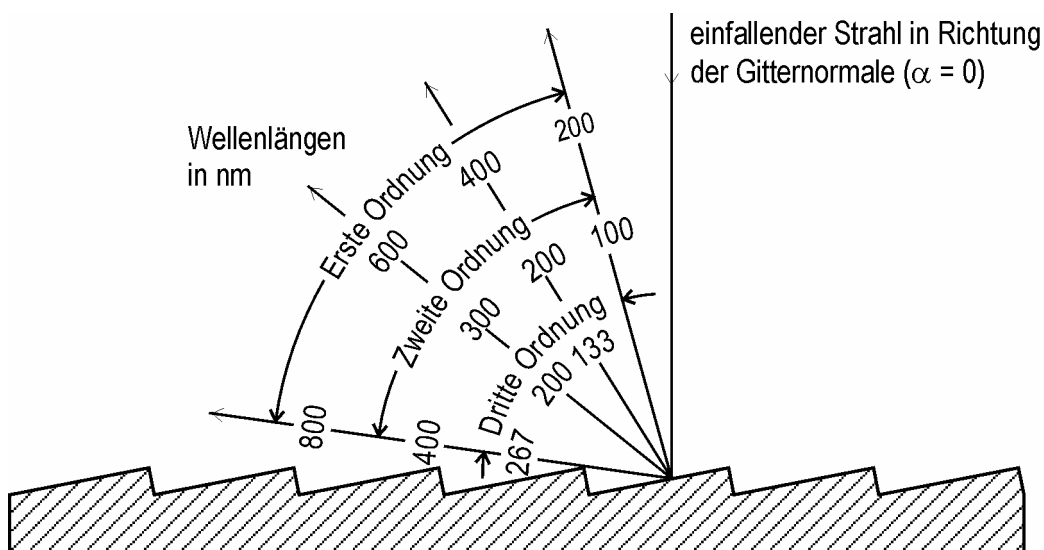 einfallender Strahl in Richtung
der Gitternormale (α = 0)
Wellenlängen
in nm
Erste Ordnung
200
400
600
800
Zweite Ordnung
100
200
300
400
Dritte Ordnung
133
200
267